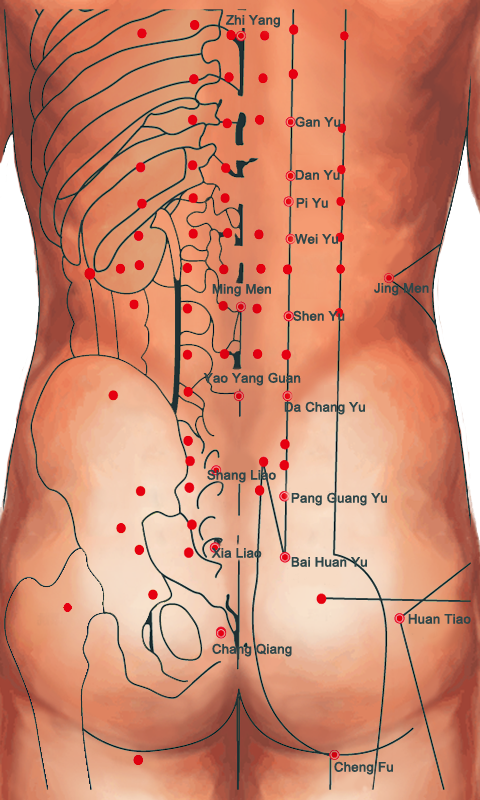 Zhi Yang
Gan Yu
Dan Yu
Pi Yu
Wei Yu
Jing Men
Ming Men
Shen Yu
Yao Yang Guan
Da Chang Yu
Shang Liao
Pang Guang Yu
Xia Liao
Bai Huan Yu
Huan Tiao
Chang Qiang
Cheng Fu